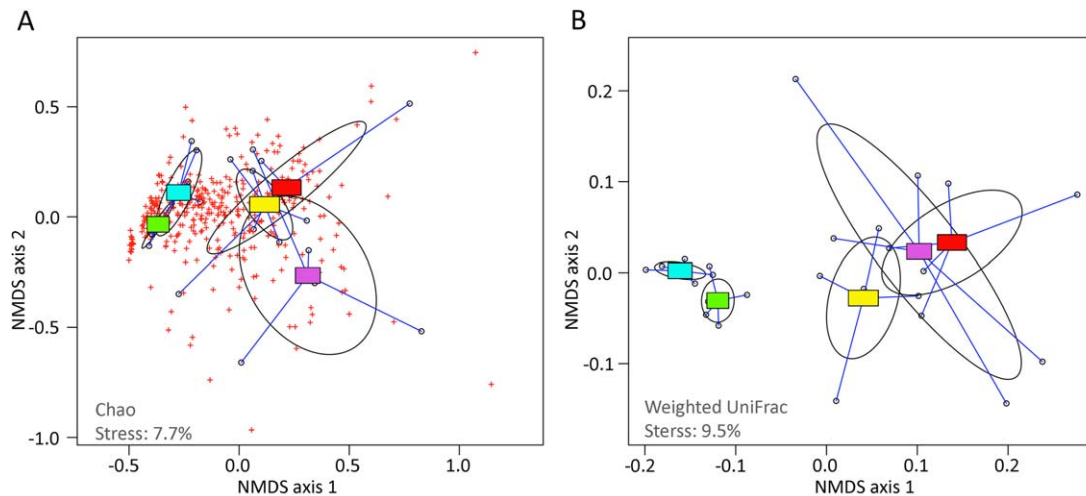 A
0.5
0.0
-0.5
-1.0
NMDS axis 2
Chao
Stress: 7.7%
-0.5 0.0 0.5 1.0
NMDS axis 1
B
0.2
0.1
0.0
-0.1
NMDS axis 2
Weighted UniFrac
Sterss: 9.5%
-0.2 -0.1 0.0 0.1 0.2
NMDS axis 1